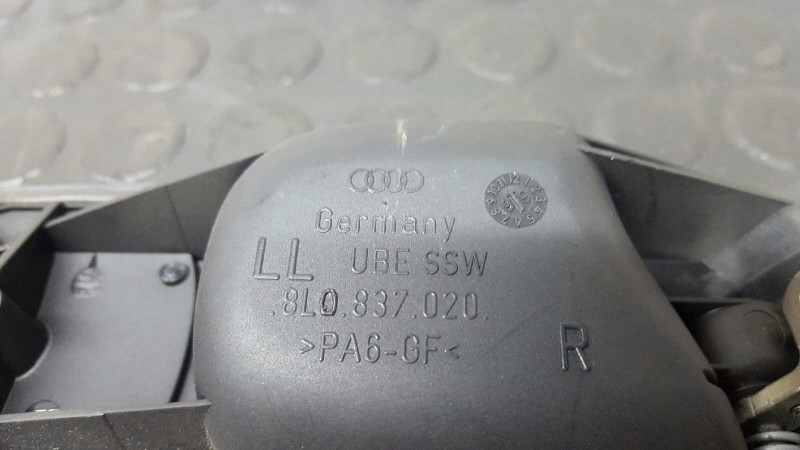 Germany
LL UBE SSW
.8L0.837.020.
>PA6-GF< R